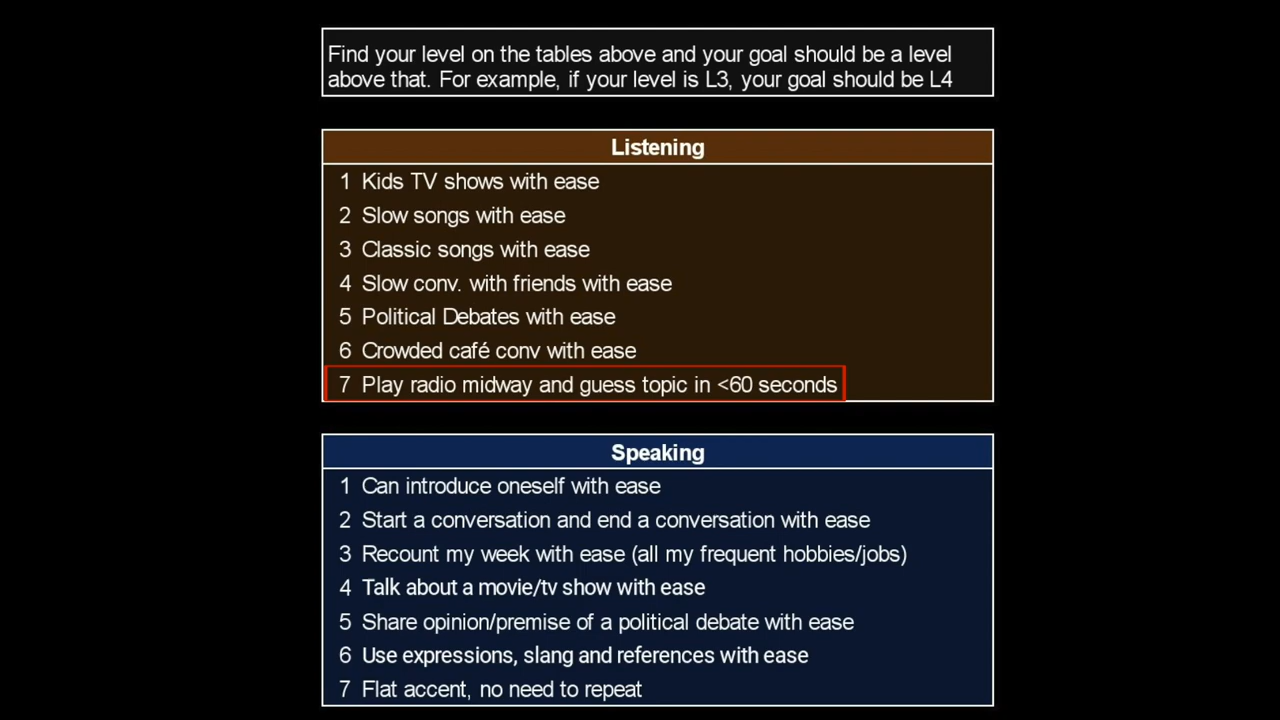 Find your level on the tables above and your goal should be a level
above that. For example, if your level is L3, your goal should be L4
Listening
1 Kids TV shows with ease
2 Slow songs with ease
3 Classic songs with ease
4 Slow conv. with friends with ease
5 Political Debates with ease
6 Crowded café conv with ease
7 Play radio midway and guess topic in <60 seconds
Speaking
1 Can introduce oneself with ease
2 Start a conversation and end a conversation with ease
3 Recount my week with ease (all my frequent hobbies/jobs)
4 Talk about a movie/tv show with ease
5 Share opinion/premise of a political debate with ease
6 Use expressions, slang and references with ease
7 Flat accent, no need to repeat